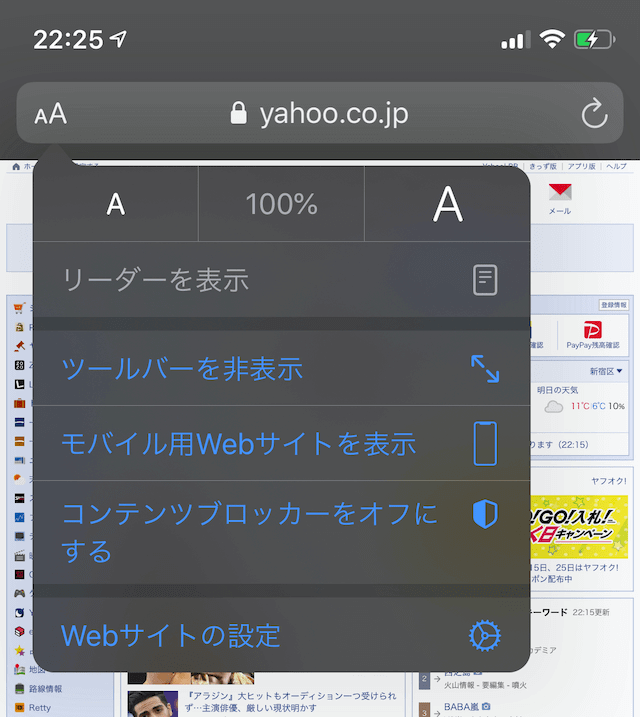 22:25
AA yahoo.co.jp
きっず版 アプリ版 ヘルプ
メール
A 100% A
リーダーを表示
登録情報
PayPay残高確認
ツールバーを非表示
新宿区
明日の天気
11℃ 6℃ 10%
モバイル用Webサイトを表示
ります（22:15）
ヤフオク!
コンテンツブロッカーをオフに
する
!GO!入札!
く日キャンペーン
5日、25日はヤフオク!
ポン配布中
ーワード 22:15更新
Webサイトの設定
カデミア
地図
2
火山情報 - 要編集 - 噴火
路線情報
『アラジン』大ヒットもオーディション一つ受けられ
ず…主演俳優、厳しい現状明かす
Retty
3 BABA嵐